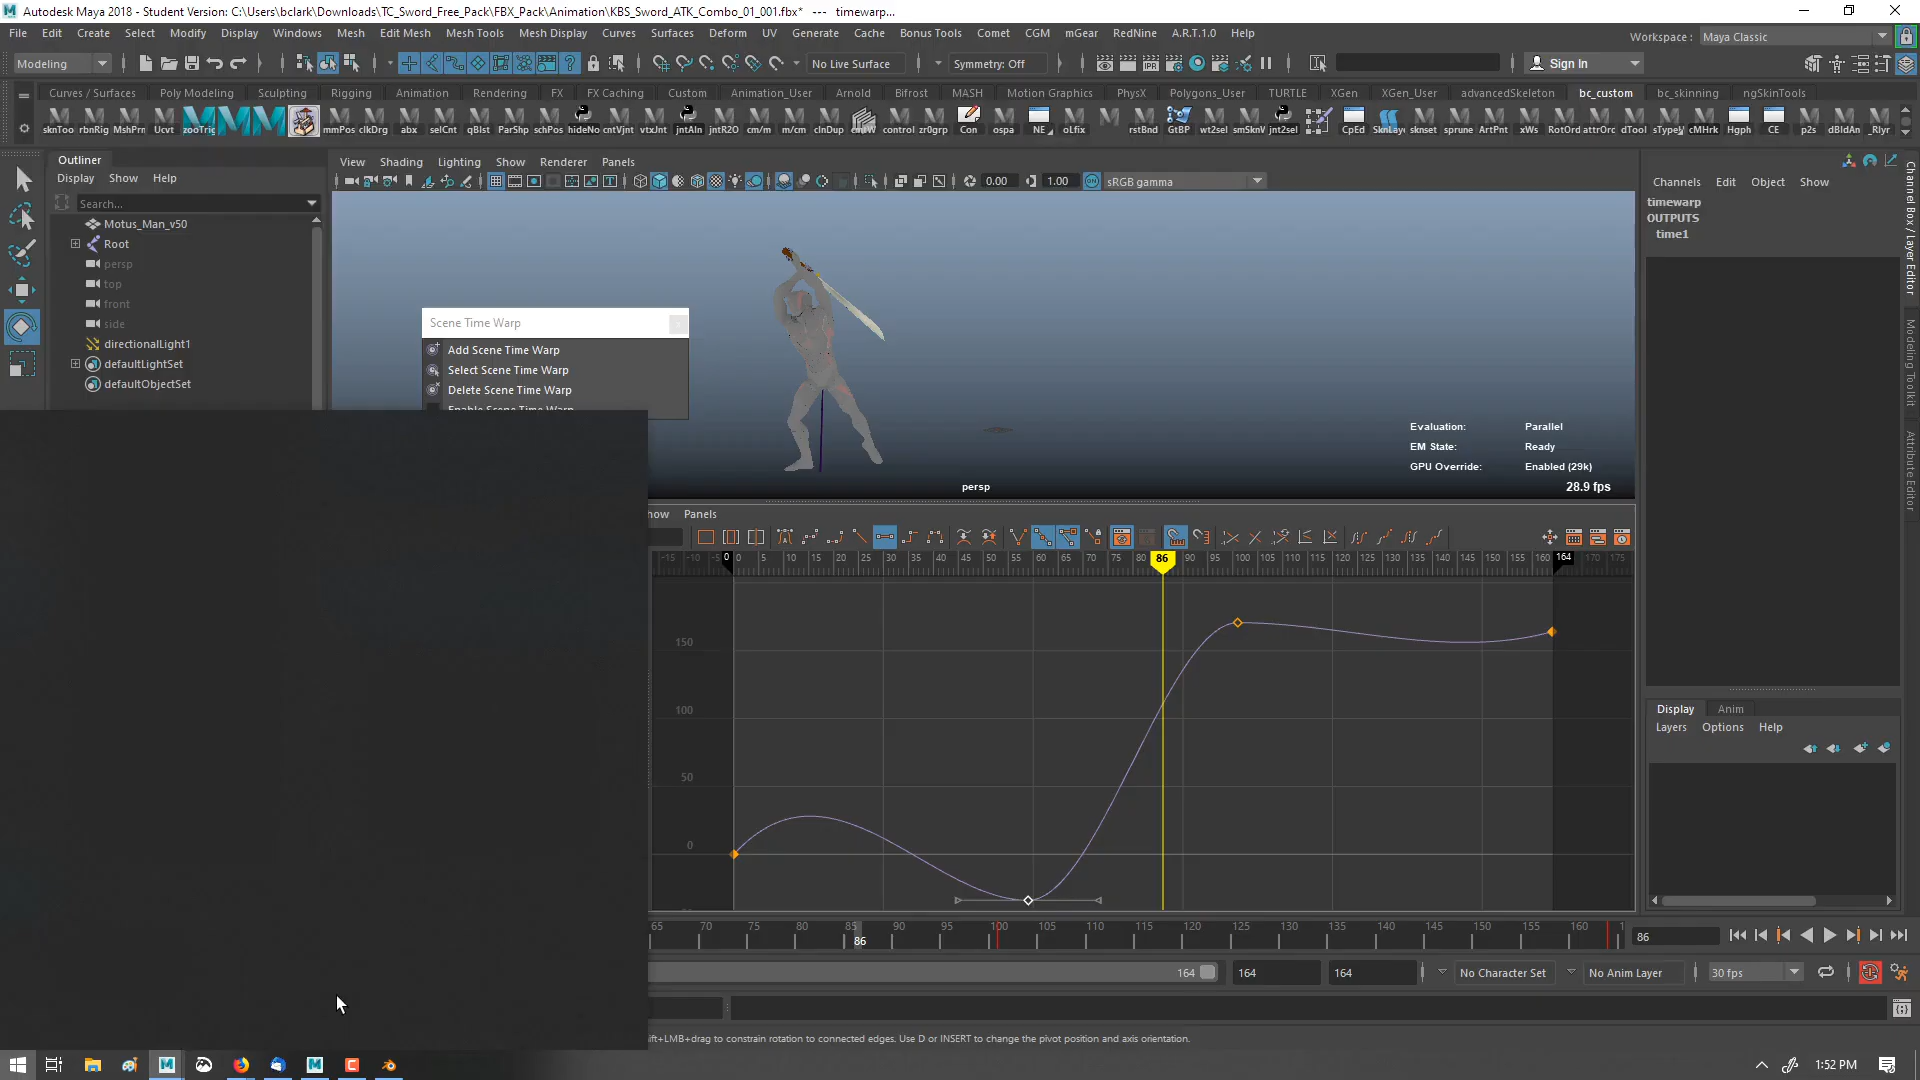 Autodesk Maya 2018 - Student Version: C:\Users\bclark\Downloads\TC_Sword_Free_Pack\FBX_Pack\Animation\KBS_Sword_ATK_Combo_01_001.fbx* --- timewarp...
File Edit Create Select Modify Display Windows Mesh Edit Mesh Mesh Tools Mesh Display Curves Surfaces Deform UV Generate Cache Bonus Tools Comet CGM mGear RedNine A.R.T.1.0 Help
Workspace : Maya Classic
Modeling No Live Surface Symmetry: Off Sign In
Curves / Surfaces Poly Modeling Sculpting Rigging Animation Rendering FX FX Caching Custom Animation_User Arnold Bifrost MASH Motion Graphics PhysX Polygons_User TURTLE XGen XGen_User advancedSkeleton bc_custom bc_skinning ngSkinTools
sknToo rbnRig MshPrn Ucvt zooTrig mmPos clkDrg abx selCnt qBlst ParShp schPos hideNo cntVjnt vtxJnt jntAln jntR2O cm/m m/cm clnDup control zr0grp Con ospa NE oLfix rstBnd GtBP wt2sel smSknV jnt2sel CpEd SknLay sknset sprune ArtPnt xWs RotOrd attrOrc dTool sType cMHrk Hgph CE p2s dBldAn _Rlyr
Outliner
Display Show Help
Search...
Motus_Man_v50
Root
persp
top
front
side
directionalLight1
defaultLightSet
defaultObjectSet
View Shading Lighting Show Renderer Panels
0.00 1.00 sRGB gamma
Scene Time Warp
Add Scene Time Warp
Select Scene Time Warp
Delete Scene Time Warp
Enable Scene Time Warp
Evaluation: Parallel
EM State: Ready
GPU Override: Enabled (29k)
28.9 fps
persp
Channels Edit Object Show
timewarp
OUTPUTS
time1
Channel Box / Layer Editor
Modeling Toolkit
Attribute Editor
how Panels
-15 -10 -5 0 0 5 10 15 20 25 30 35 40 45 50 55 60 65 70 75 80 86 90 95 100 105 110 115 120 125 130 135 140 145 150 155 160 164 170 175
150
100
50
0
Display Anim
Layers Options Help
65 70 75 80 85 90 95 100 105 110 115 120 125 130 135 140 145 150 155 160 1
86
86
164 164 164 No Character Set No Anim Layer 30 fps
ift+LMB+drag to constrain rotation to connected edges. Use D or INSERT to change the pivot position and axis orientation.
1:52 PM